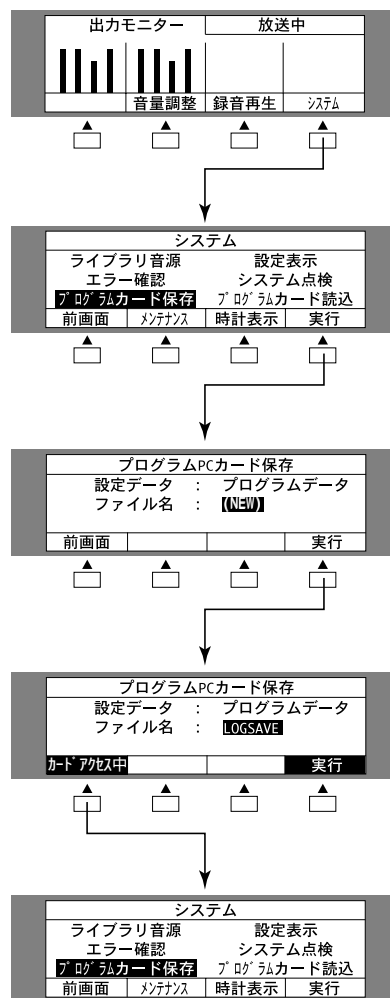 出力モニター 放送中
音量調整 録音再生 システム
システム
ライブラリ音源 設定表示
エラー確認 システム点検
プログラムカード保存 プログラムカード読込
前画面 メンテナンス 時計表示 実行
プログラムPCカード保存
設定データ : プログラムデータ
ファイル名 : (NEW)
前画面 実行
プログラムPCカード保存
設定データ : プログラムデータ
ファイル名 : LOGSAVE
カードアクセス中 実行
システム
ライブラリ音源 設定表示
エラー確認 システム点検
プログラムカード保存 プログラムカード読込
前画面 メンテナンス 時計表示 実行